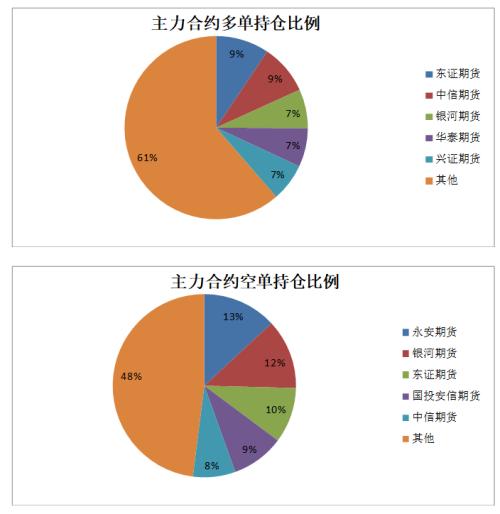 主力合约多单持仓比例
9%
9%
7%
7%
7%
61%
东证期货
中信期货
银河期货
华泰期货
兴证期货
其他
主力合约空单持仓比例
13%
12%
10%
9%
8%
48%
永安期货
银河期货
东证期货
国投安信期货
中信期货
其他